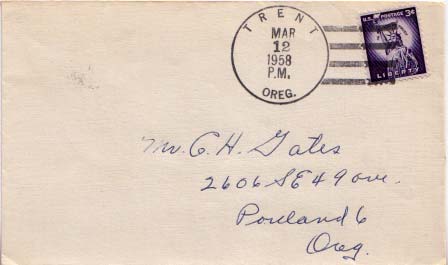 TRENT
MAR
12
1958
P.M.
OREG.
U.S. POSTAGE 3¢
LIBERTY
Mr. C. H. Gates
2606 SE 49 ave.
Portland 6
Oreg.